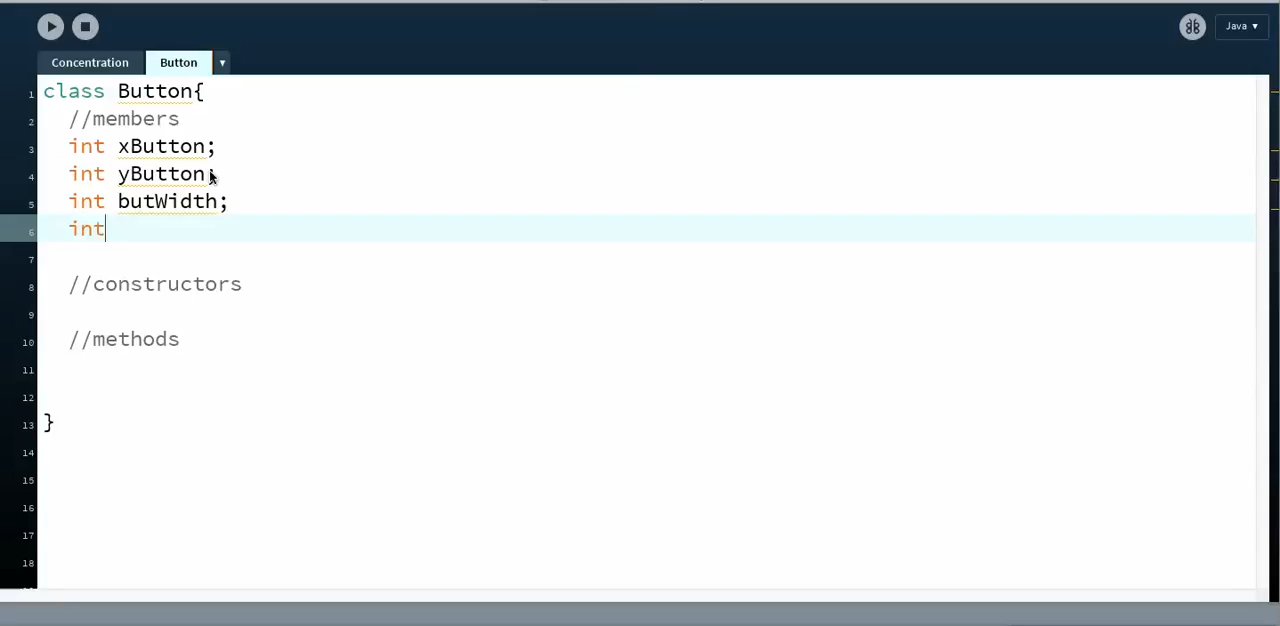 Java ▾
Concentration Button ▾
1 class Button{
2 //members
3 int xButton;
4 int yButton;
5 int butWidth;
6 int
7
8 //constructors
9
10 //methods
11
12
13 }
14
15
16
17
18